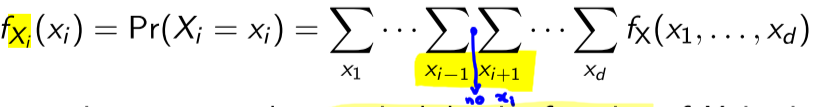 f_{X_i}(x_i) = Pr(X_i = x_i) = ∑_{x_1} ⋯ ∑_{x_{i−1}} ∑_{x_{i+1}} ⋯ ∑_{x_d} f_X(x_1, …, x_d)
no x_i